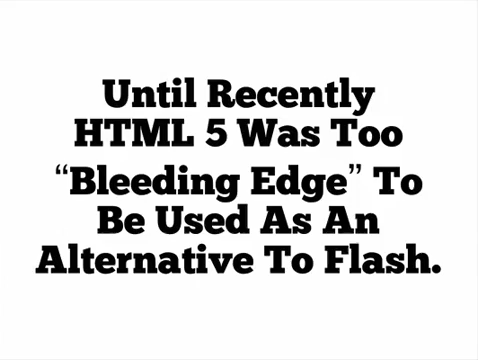 Until Recently
HTML 5 Was Too
“Bleeding Edge” To
Be Used As An
Alternative To Flash.